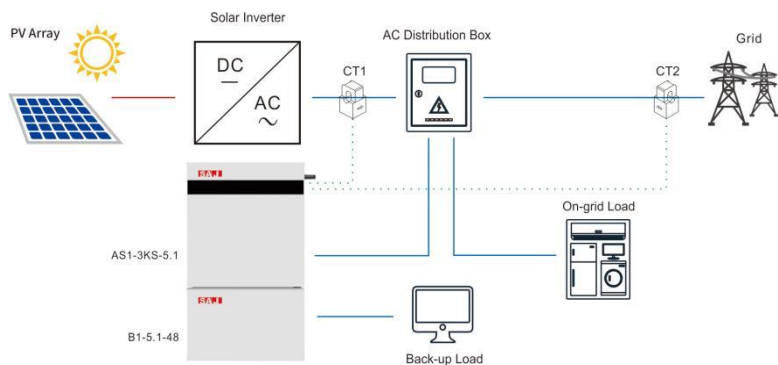 Solar Inverter
PV Array
AC Distribution Box
Grid
DC
AC
CT1
CT2
SAJ
On-grid Load
AS1-3KS-5.1
SAJ
B1-5.1-48
Back-up Load